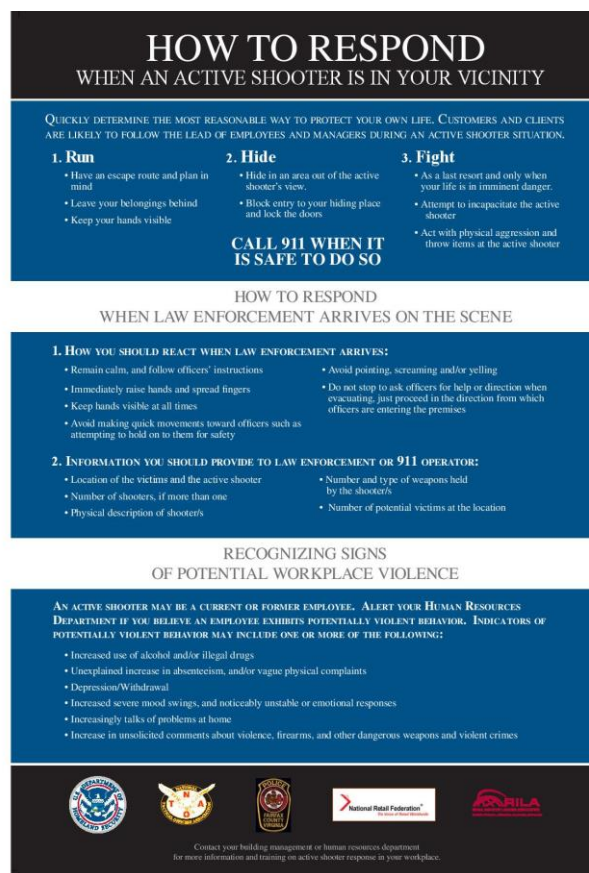 HOW TO RESPOND
WHEN AN ACTIVE SHOOTER IS IN YOUR VICINITY
QUICKLY DETERMINE THE MOST REASONABLE WAY TO PROTECT YOUR OWN LIFE. CUSTOMERS AND CLIENTS
ARE LIKELY TO FOLLOW THE LEAD OF EMPLOYEES AND MANAGERS DURING AN ACTIVE SHOOTER SITUATION.
1. Run
• Have an escape route and plan in
mind
• Leave your belongings behind
• Keep your hands visible
2. Hide
• Hide in an area out of the active
shooter's view.
• Block entry to your hiding place
and lock the doors
3. Fight
• As a last resort and only when
your life is in imminent danger.
• Attempt to incapacitate the active
shooter
• Act with physical aggression and
throw items at the active shooter
CALL 911 WHEN IT
IS SAFE TO DO SO
HOW TO RESPOND
WHEN LAW ENFORCEMENT ARRIVES ON THE SCENE
1. HOW YOU SHOULD REACT WHEN LAW ENFORCEMENT ARRIVES:
• Remain calm, and follow officers' instructions
• Immediately raise hands and spread fingers
• Keep hands visible at all times
• Avoid making quick movements toward officers such as
attempting to hold on to them for safety
• Avoid pointing, screaming and/or yelling
• Do not stop to ask officers for help or direction when
evacuating, just proceed in the direction from which
officers are entering the premises
2. INFORMATION YOU SHOULD PROVIDE TO LAW ENFORCEMENT OR 911 OPERATOR:
• Location of the victims and the active shooter
• Number of shooters, if more than one
• Physical description of shooter/s
• Number and type of weapons held
by the shooter/s
• Number of potential victims at the location
RECOGNIZING SIGNS
OF POTENTIAL WORKPLACE VIOLENCE
AN ACTIVE SHOOTER MAY BE A CURRENT OR FORMER EMPLOYEE. ALERT YOUR HUMAN RESOURCES
DEPARTMENT IF YOU BELIEVE AN EMPLOYEE EXHIBITS POTENTIALLY VIOLENT BEHAVIOR. INDICATORS OF
POTENTIALLY VIOLENT BEHAVIOR MAY INCLUDE ONE OR MORE OF THE FOLLOWING:
• Increased use of alcohol and/or illegal drugs
• Unexplained increase in absenteeism, and/or vague physical complaints
• Depression/Withdrawal
• Increased severe mood swings, and noticeably unstable or emotional responses
• Increasingly talks of problems at home
• Increase in unsolicited comments about violence, firearms, and other dangerous weapons and violent crimes
U.S. DEPARTMENT OF
HOMELAND SECURITY
NATIONAL
T N A
O
POLICE
FAIRFAX
COUNTY
VIRGINIA
National Retail Federation
RILA
Contact your building management or human resources department
for more information and training on active shooter response in your workplace.